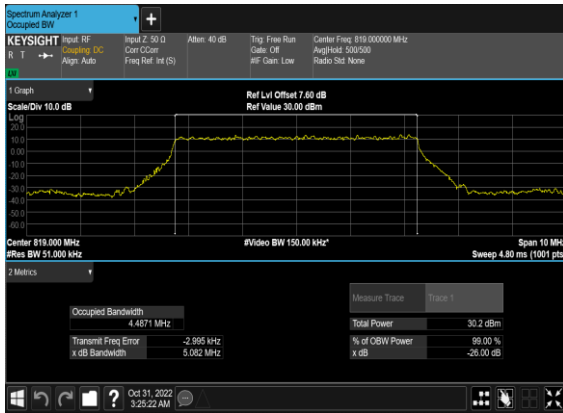 Spectrum Analyzer 1
Occupied BW
+
KEYSIGHT
R T
LXI
Input: RF
Coupling: DC
Align: Auto
Input Z: 50 Ω
Corr CCorr
Freq Ref: Int (S)
Atten: 40 dB
Trig: Free Run
Gate: Off
#IF Gain: Low
Center Freq: 819.000000 MHz
Avg|Hold: 500/500
Radio Std: None
1 Graph
Scale/Div 10.0 dB
Ref Lvl Offset 7.60 dB
Ref Value 30.00 dBm
Log
20.0
10.0
0.00
-10.0
-20.0
-30.0
-40.0
-50.0
-60.0
Center 819.000 MHz
#Res BW 51.000 kHz
#Video BW 150.00 kHz*
Span 10 MHz
Sweep 4.80 ms (1001 pts)
2 Metrics
Measure Trace Trace 1
Occupied Bandwidth
4.4871 MHz
Total Power 30.2 dBm
Transmit Freq Error -2.995 kHz
% of OBW Power 99.00 %
x dB Bandwidth 5.082 MHz
x dB -26.00 dB
?
Oct 31, 2022
3:25:22 AM